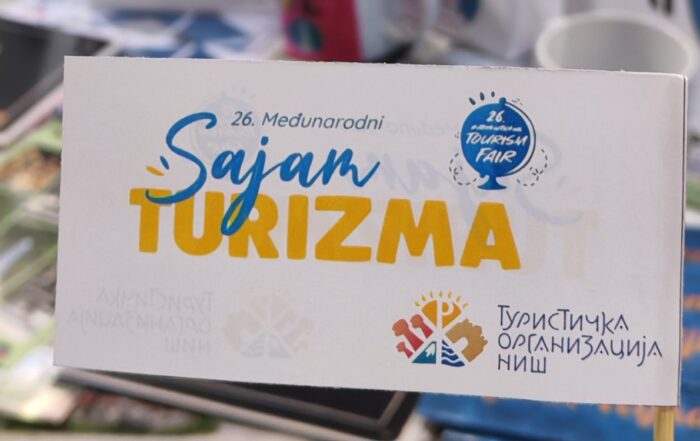 26. Međunarodni
Sajam
TURIZMA
26.
TOURISM
FAIR
Туристичка
организација
Ниш